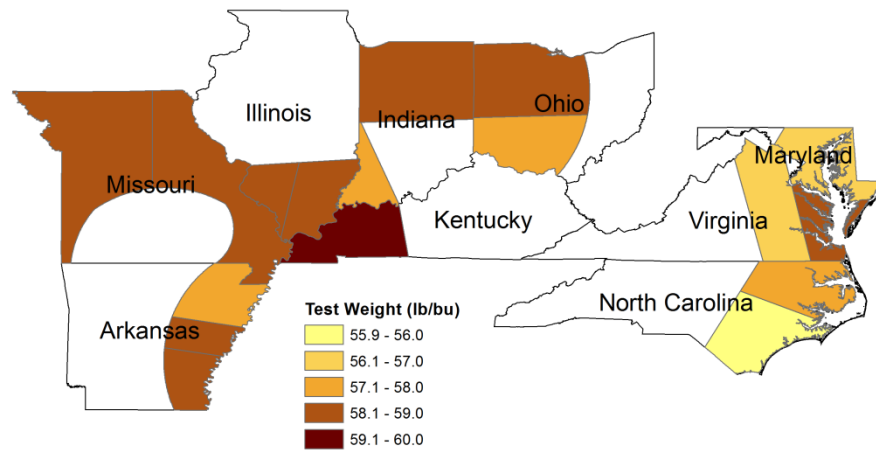 Illinois
Indiana
Ohio
Missouri
Maryland
Kentucky
Virginia
North Carolina
Arkansas
Test Weight (lb/bu)
55.9 - 56.0
56.1 - 57.0
57.1 - 58.0
58.1 - 59.0
59.1 - 60.0